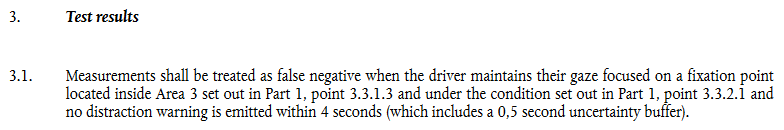 3. Test results
3.1. Measurements shall be treated as false negative when the driver maintains their gaze focused on a fixation point
located inside Area 3 set out in Part 1, point 3.3.1.3 and under the condition set out in Part 1, point 3.3.2.1 and
no distraction warning is emitted within 4 seconds (which includes a 0,5 second uncertainty buffer).